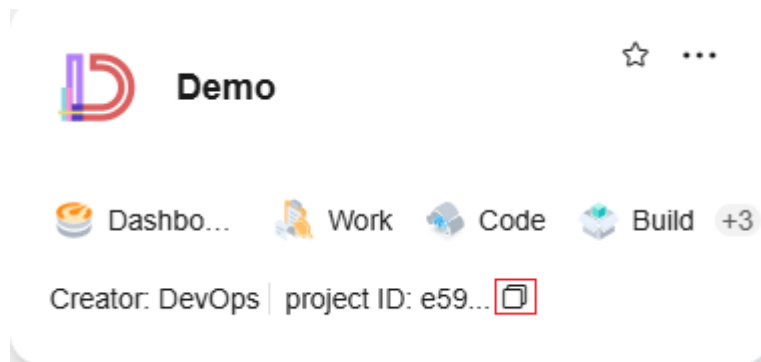 Demo
Dashbo... Work Code Build +3
Creator: DevOps project ID: e59...